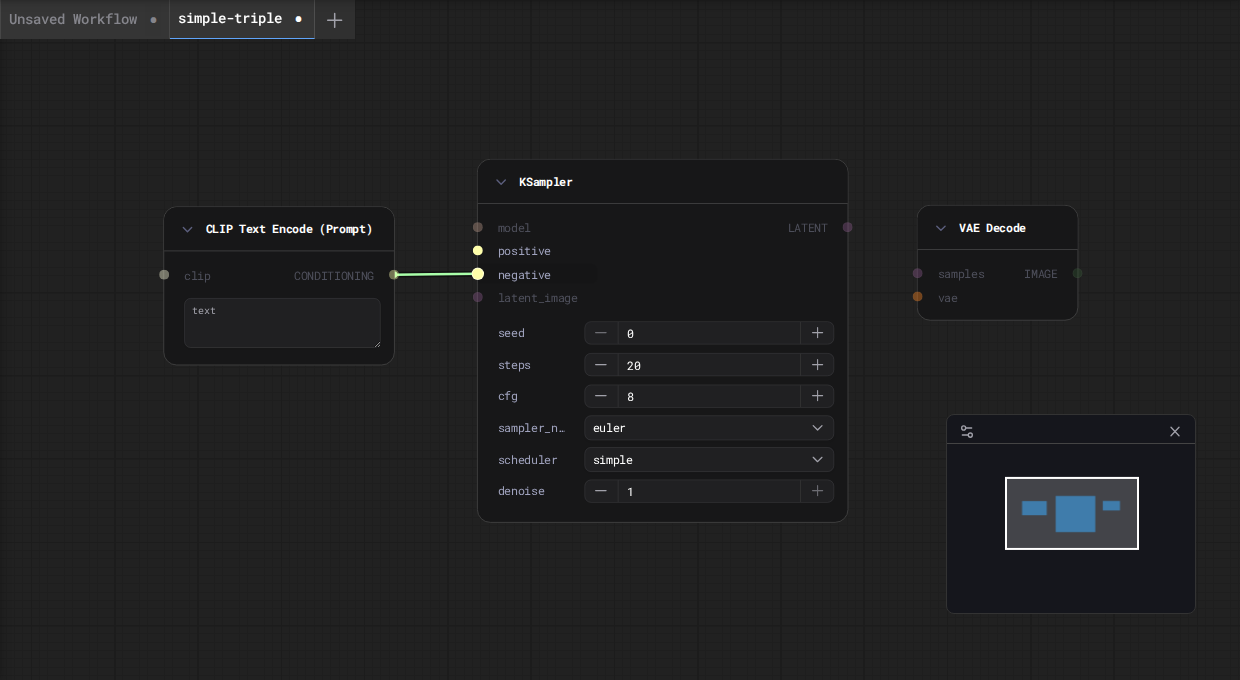 Unsaved Workflow
simple-triple
CLIP Text Encode (Prompt)
clip
CONDITIONING
text
KSampler
model
LATENT
positive
negative
latent_image
seed
0
steps
20
cfg
8
sampler_n…
euler
scheduler
simple
denoise
1
VAE Decode
samples
IMAGE
vae